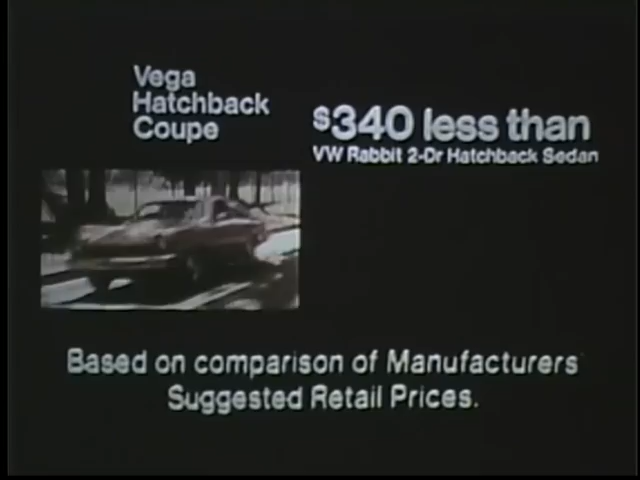 Vega
Hatchback
Coupe
$340 less than
VW Rabbit 2-Dr Hatchback Sedan
Based on comparison of Manufacturers
Suggested Retail Prices.